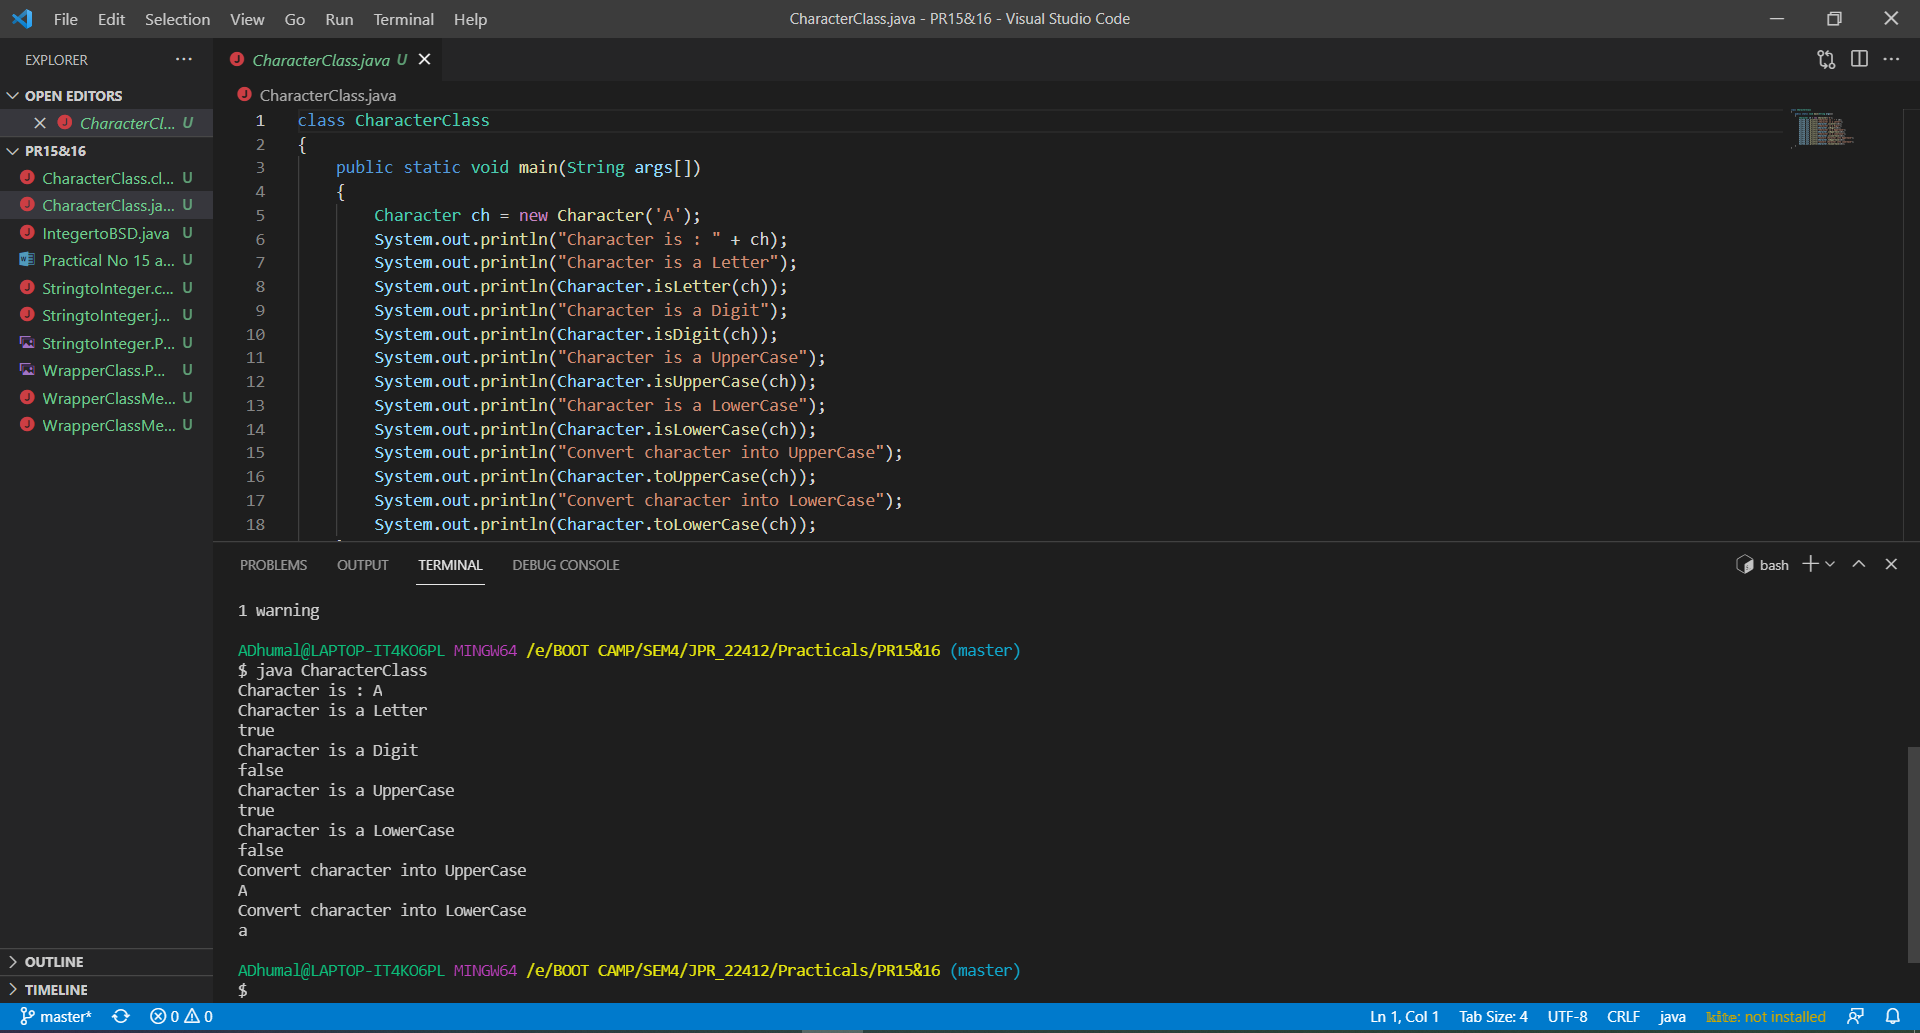 File Edit Selection View Go Run Terminal Help
CharacterClass.java - PR15&16 - Visual Studio Code
EXPLORER
OPEN EDITORS
CharacterCl... U
PR15&16
CharacterClass.cl... U
CharacterClass.ja... U
IntegertoBSD.java U
Practical No 15 a... U
StringtoInteger.c... U
StringtoInteger.j... U
StringtoInteger.P... U
WrapperClass.P... U
WrapperClassMe... U
WrapperClassMe... U
OUTLINE
TIMELINE
CharacterClass.java U
CharacterClass.java
1 class CharacterClass
2 {
3 public static void main(String args[])
4 {
5 Character ch = new Character('A');
6 System.out.println("Character is : " + ch);
7 System.out.println("Character is a Letter");
8 System.out.println(Character.isLetter(ch));
9 System.out.println("Character is a Digit");
10 System.out.println(Character.isDigit(ch));
11 System.out.println("Character is a UpperCase");
12 System.out.println(Character.isUpperCase(ch));
13 System.out.println("Character is a LowerCase");
14 System.out.println(Character.isLowerCase(ch));
15 System.out.println("Convert character into UpperCase");
16 System.out.println(Character.toUpperCase(ch));
17 System.out.println("Convert character into LowerCase");
18 System.out.println(Character.toLowerCase(ch));
PROBLEMS OUTPUT TERMINAL DEBUG CONSOLE
bash
1 warning
ADhumal@LAPTOP-IT4KO6PL MINGW64 /e/BOOT CAMP/SEM4/JPR_22412/Practicals/PR15&16 (master)
$ java CharacterClass
Character is : A
Character is a Letter
true
Character is a Digit
false
Character is a UpperCase
true
Character is a LowerCase
false
Convert character into UpperCase
A
Convert character into LowerCase
a
ADhumal@LAPTOP-IT4KO6PL MINGW64 /e/BOOT CAMP/SEM4/JPR_22412/Practicals/PR15&16 (master)
$
master* 0 0
Ln 1, Col 1 Tab Size: 4 UTF-8 CRLF java kite: not installed